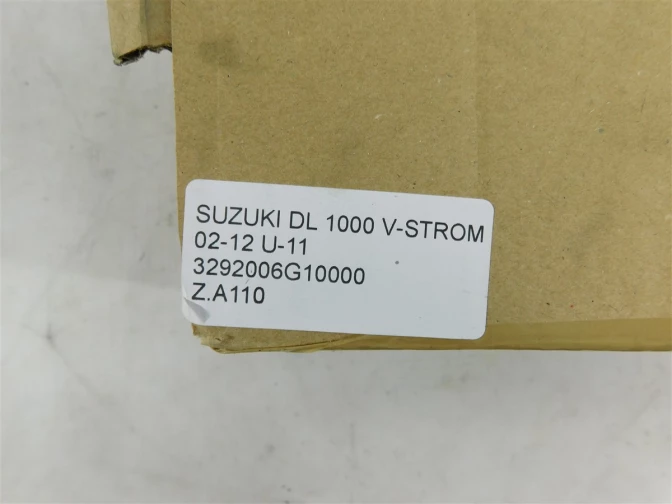 SUZUKI DL 1000 V-STROM
02-12 U-11
3292006G10000
Z.A110